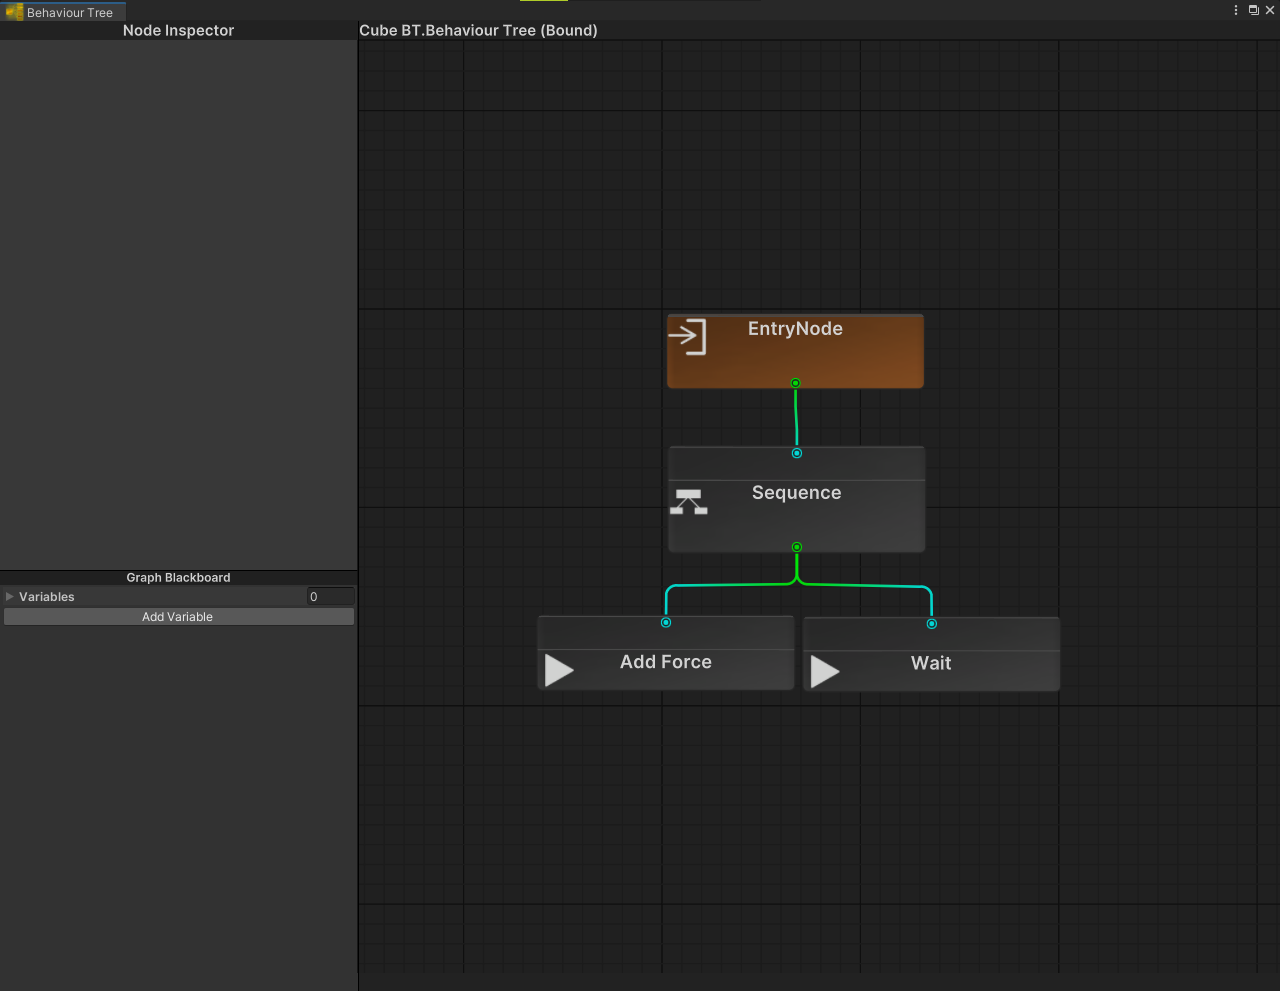 Behaviour Tree
Node Inspector
Cube BT.Behaviour Tree (Bound)
EntryNode
Sequence
Graph Blackboard
Variables 0
Add Variable
Add Force
Wait